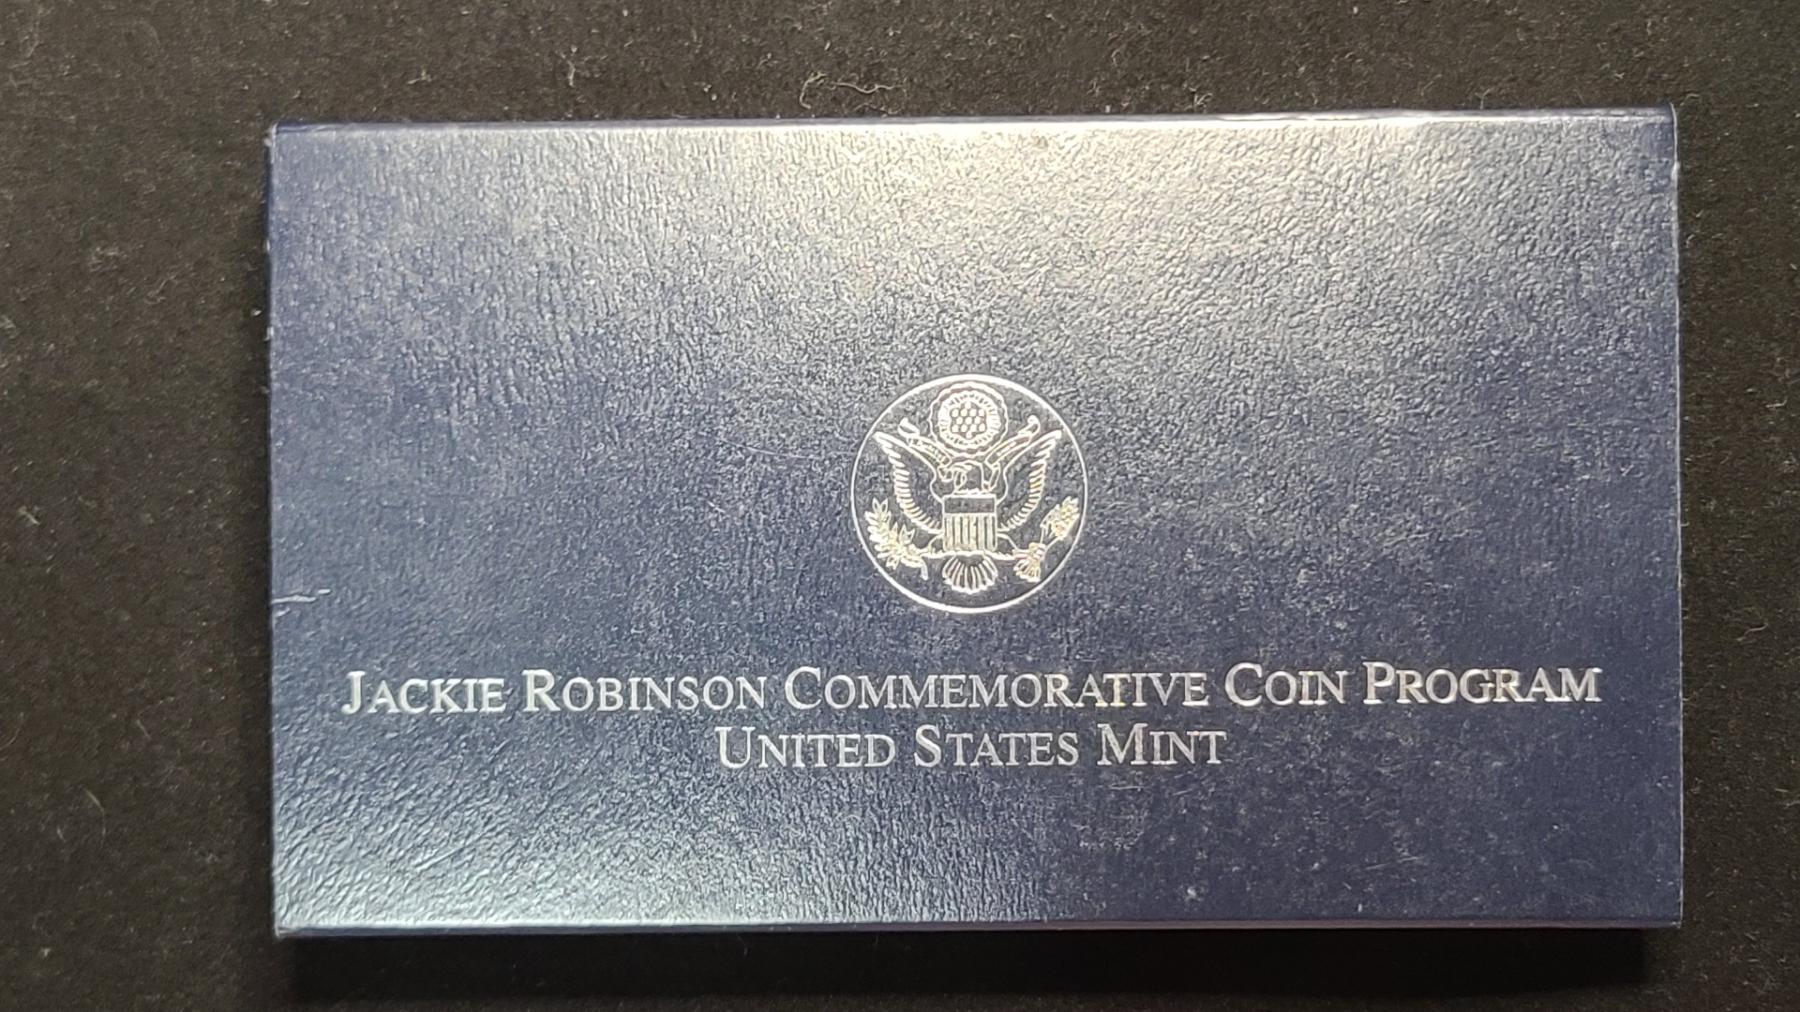 JACKIE ROBINSON COMMEMORATIVE COIN PROGRAM
UNITED STATES MINT